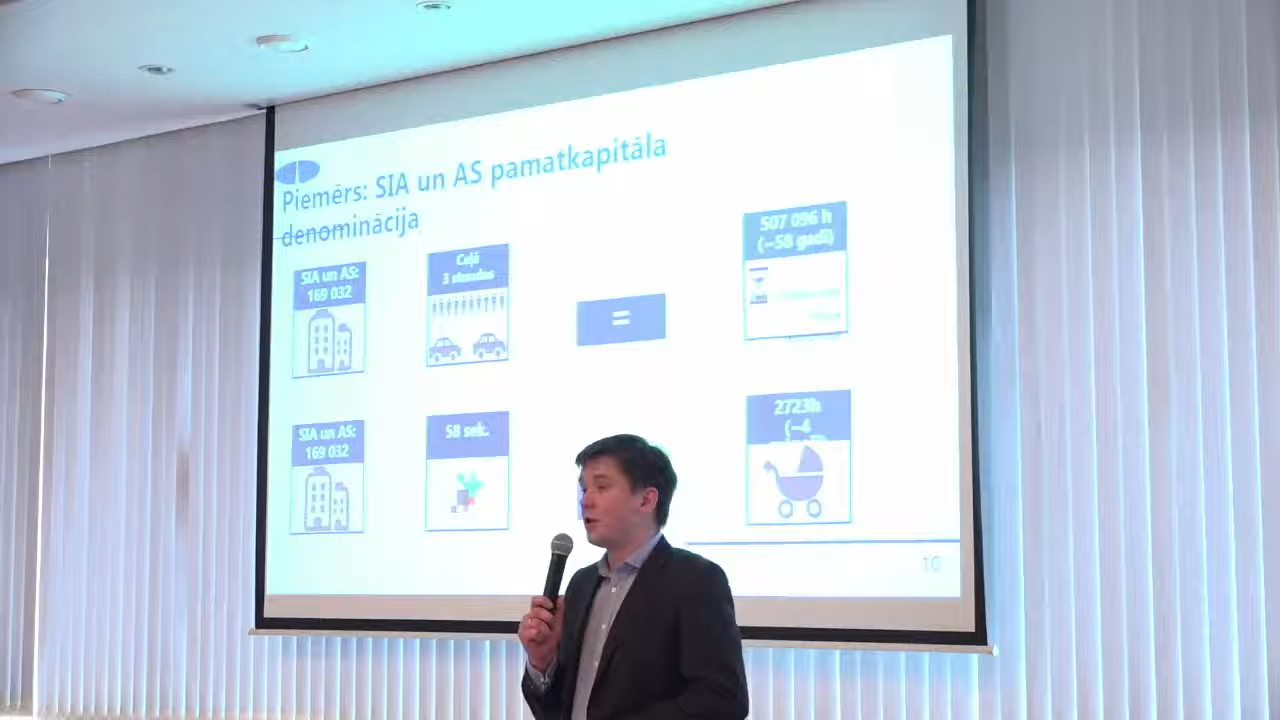 Piemērs: SIA un AS pamatkapitāla
denominācija
SIA un AS:
169 032
Ceļā
3 stundas
=
507 096 h
(~58 gadi)
SIA un AS:
169 032
58 sek.
2723h
(~4
10